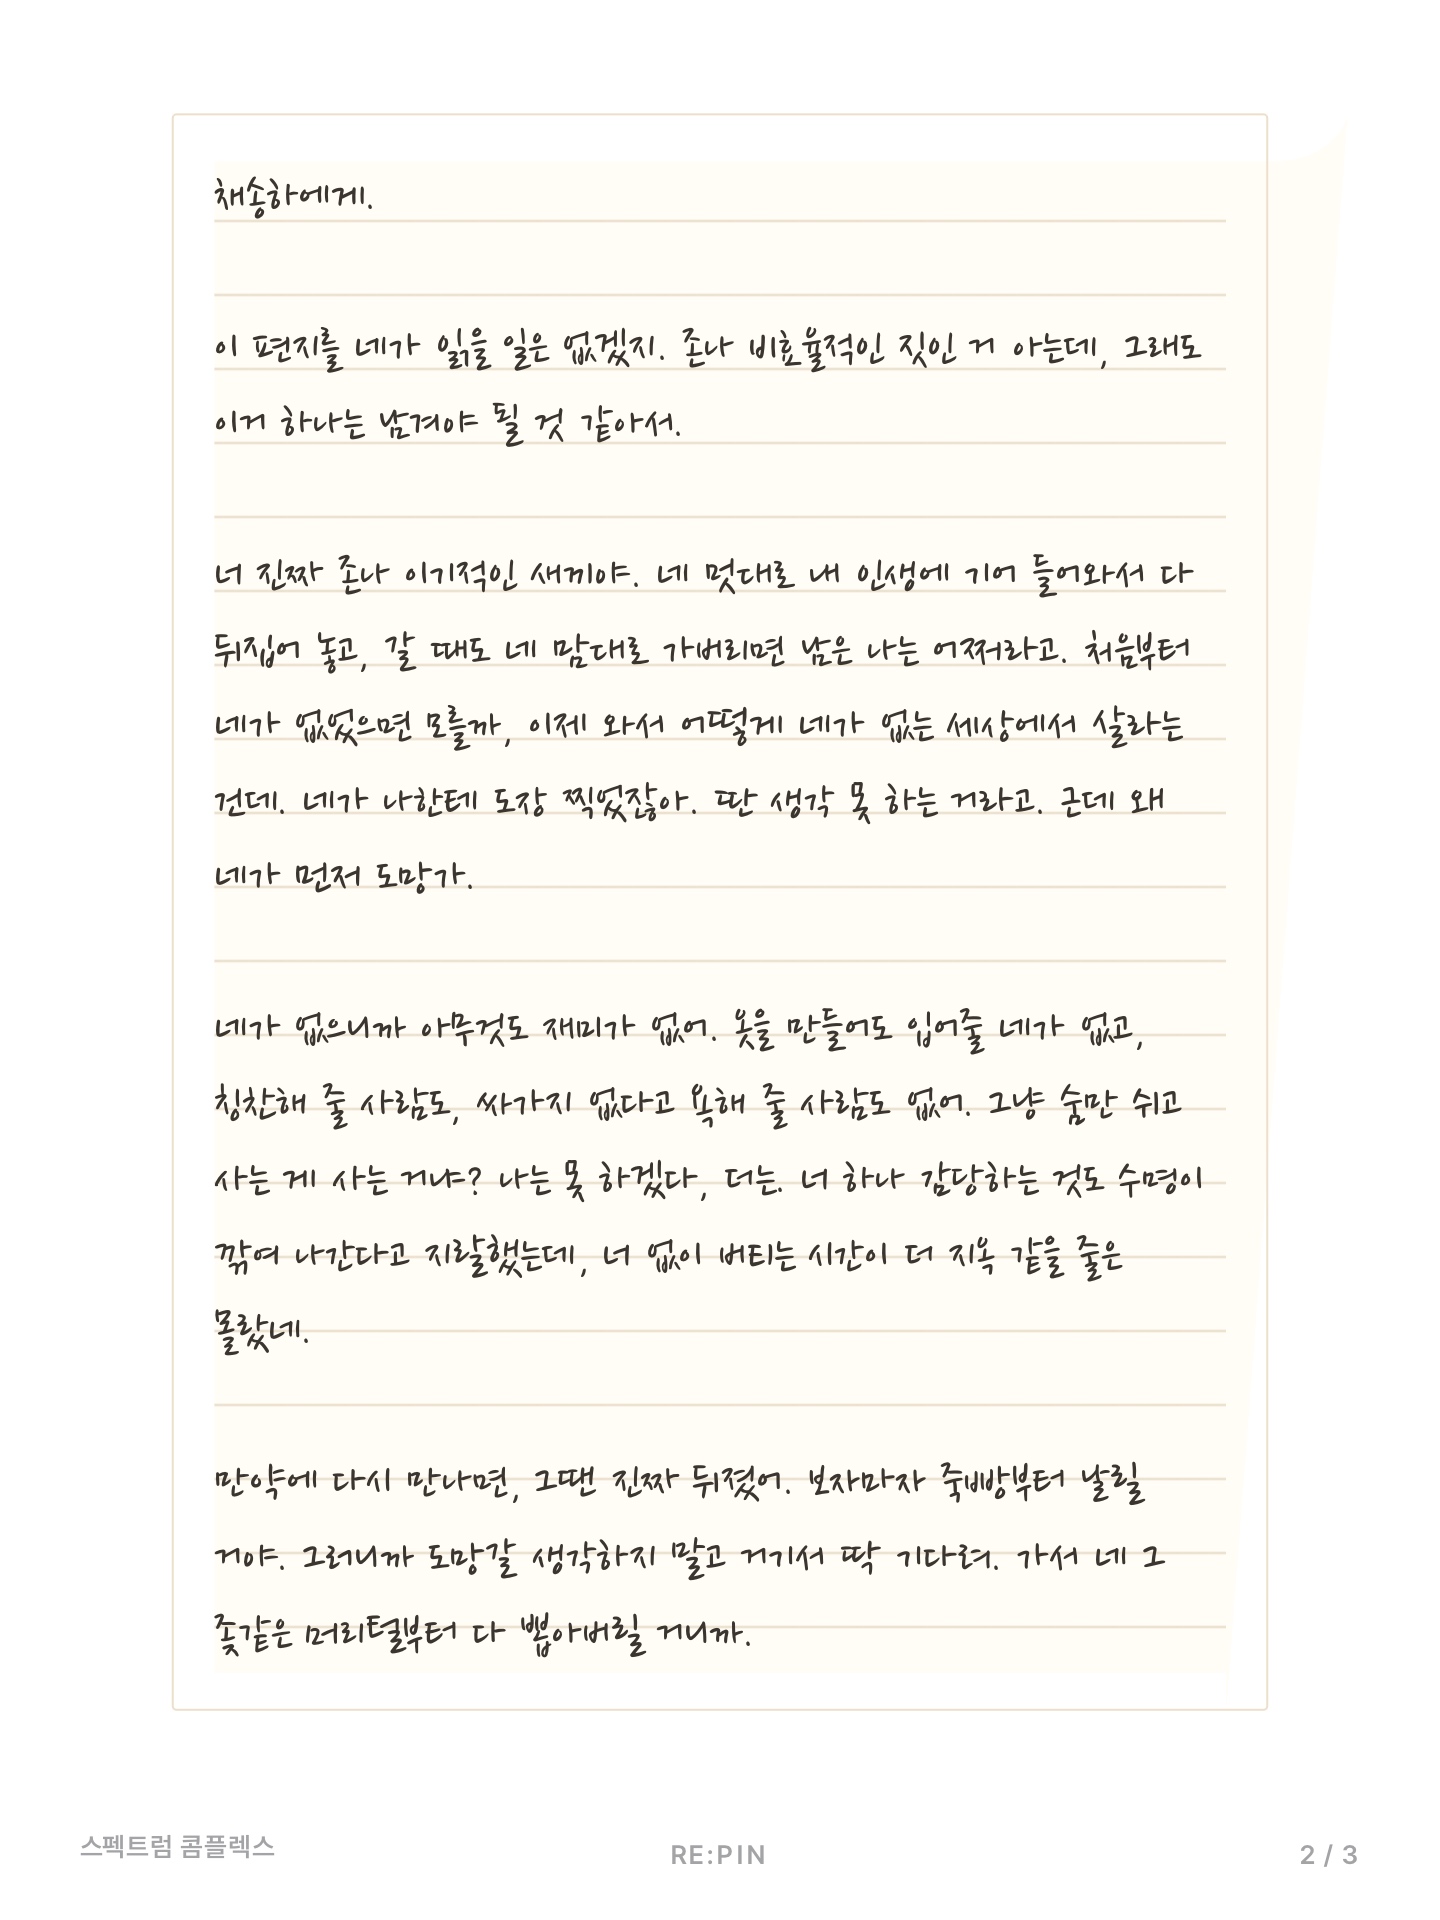 채송하에게.
이 편지를 네가 읽을 일은 없겠지. 존나 비효율적인 짓인 거 아는데, 그래도
이거 하나는 남겨야 될 것 같아서.
너 진짜 존나 이기적인 새끼야. 네 멋대로 내 인생에 기어 들어와서 다
뒤집어 놓고, 갈 때도 네 맘대로 가버리면 남은 나는 어쩌라고. 처음부터
네가 없었으면 모를까, 이제 와서 어떻게 네가 없는 세상에서 살라는
건데. 네가 나한테 도장 찍었잖아. 딴 생각 못 하는 거라고. 근데 왜
네가 먼저 도망가.
네가 없으니까 아무것도 재미가 없어. 옷을 만들어도 입어줄 네가 없고,
칭찬해 줄 사람도, 싸가지 없다고 욕해 줄 사람도 없어. 그냥 숨만 쉬고
사는 게 사는 거냐? 나는 못 하겠다, 더는. 너 하나 감당하는 것도 수명이
깎여 나간다고 지랄했는데, 너 없이 버티는 시간이 더 지옥 같을 줄은
몰랐네.
만약에 다시 만나면, 그땐 진짜 뒤졌어. 보자마자 죽빵부터 날릴
거야. 그러니까 도망갈 생각하지 말고 거기서 딱 기다려. 가서 네 그
좆같은 머리털부터 다 뽑아버릴 거니까.
스펙트럼 콤플렉스
RE:PIN
2 / 3